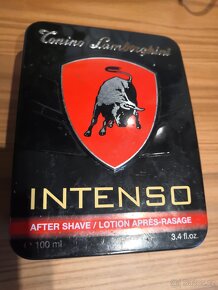 Tonino Lamborghini
INTENSO
AFTER SHAVE / LOTION APRÈS-RASAGE
100 ml
3.4 fl.oz.